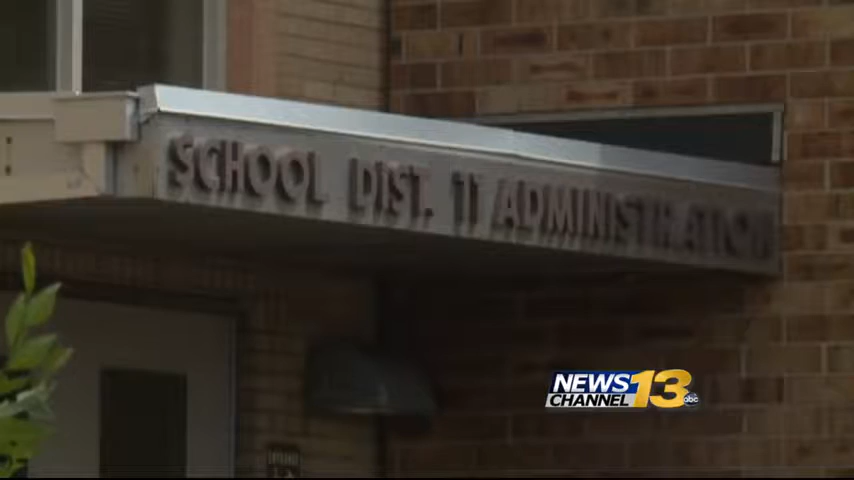 SCHOOL DIST. 11 ADMINISTRATION
NEWS 13
CHANNEL abc